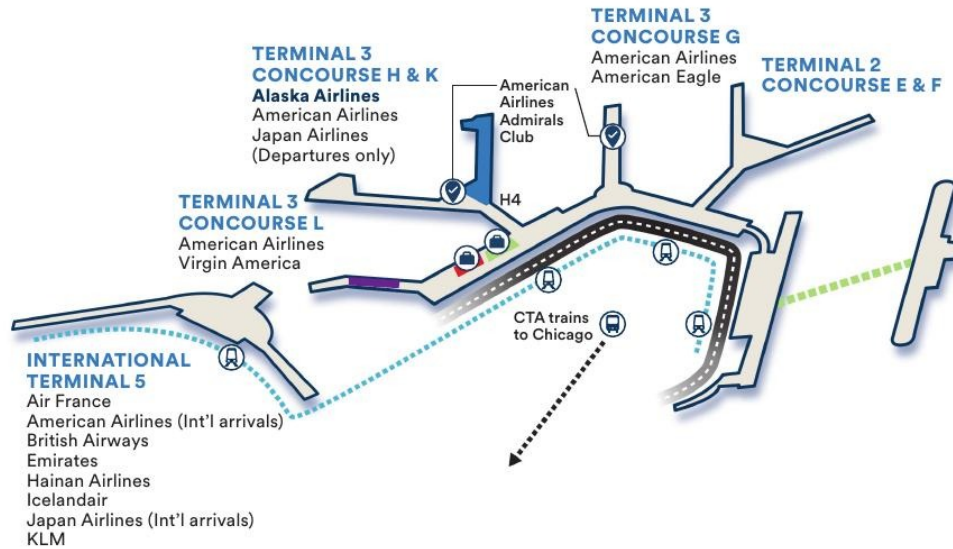 TERMINAL 3
CONCOURSE H & K
Alaska Airlines
American Airlines
Japan Airlines
(Departures only)
American
Airlines
Admirals
Club
TERMINAL 3
CONCOURSE G
American Airlines
American Eagle
TERMINAL 2
CONCOURSE E & F
H4
TERMINAL 3
CONCOURSE L
American Airlines
Virgin America
CTA trains
to Chicago
INTERNATIONAL
TERMINAL 5
Air France
American Airlines (Int'l arrivals)
British Airways
Emirates
Hainan Airlines
Icelandair
Japan Airlines (Int'l arrivals)
KLM